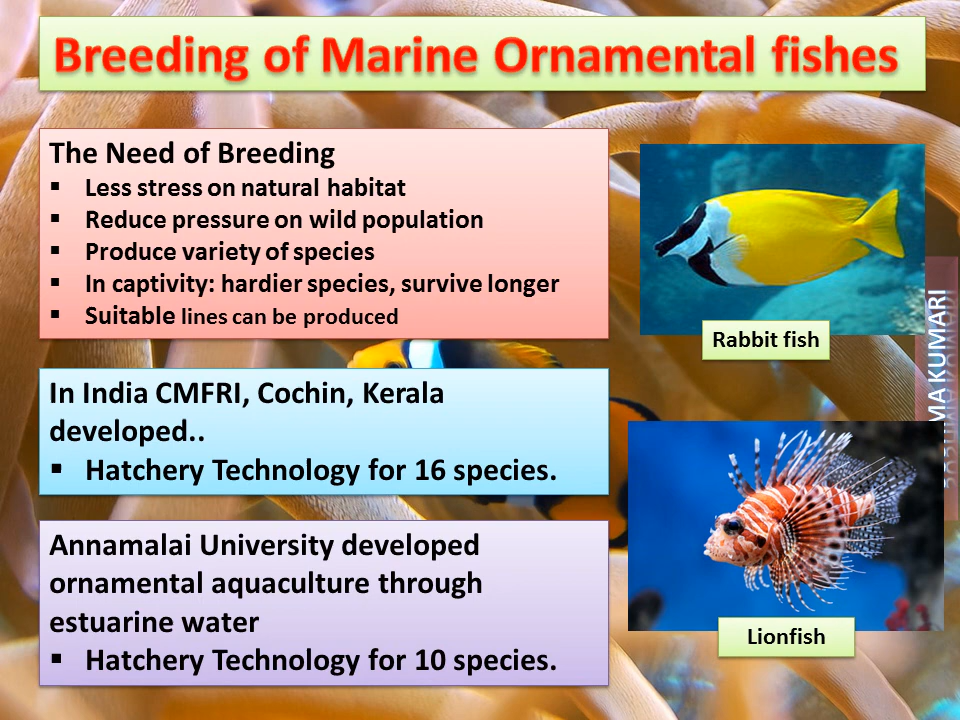 Breeding of Marine Ornamental fishes
The Need of Breeding
▪ Less stress on natural habitat
▪ Reduce pressure on wild population
▪ Produce variety of species
▪ In captivity: hardier species, survive longer
▪ Suitable lines can be produced
Rabbit fish
In India CMFRI, Cochin, Kerala
developed..
▪ Hatchery Technology for 16 species.
Annamalai University developed
ornamental aquaculture through
estuarine water
▪ Hatchery Technology for 10 species.
Lionfish
KUMARI